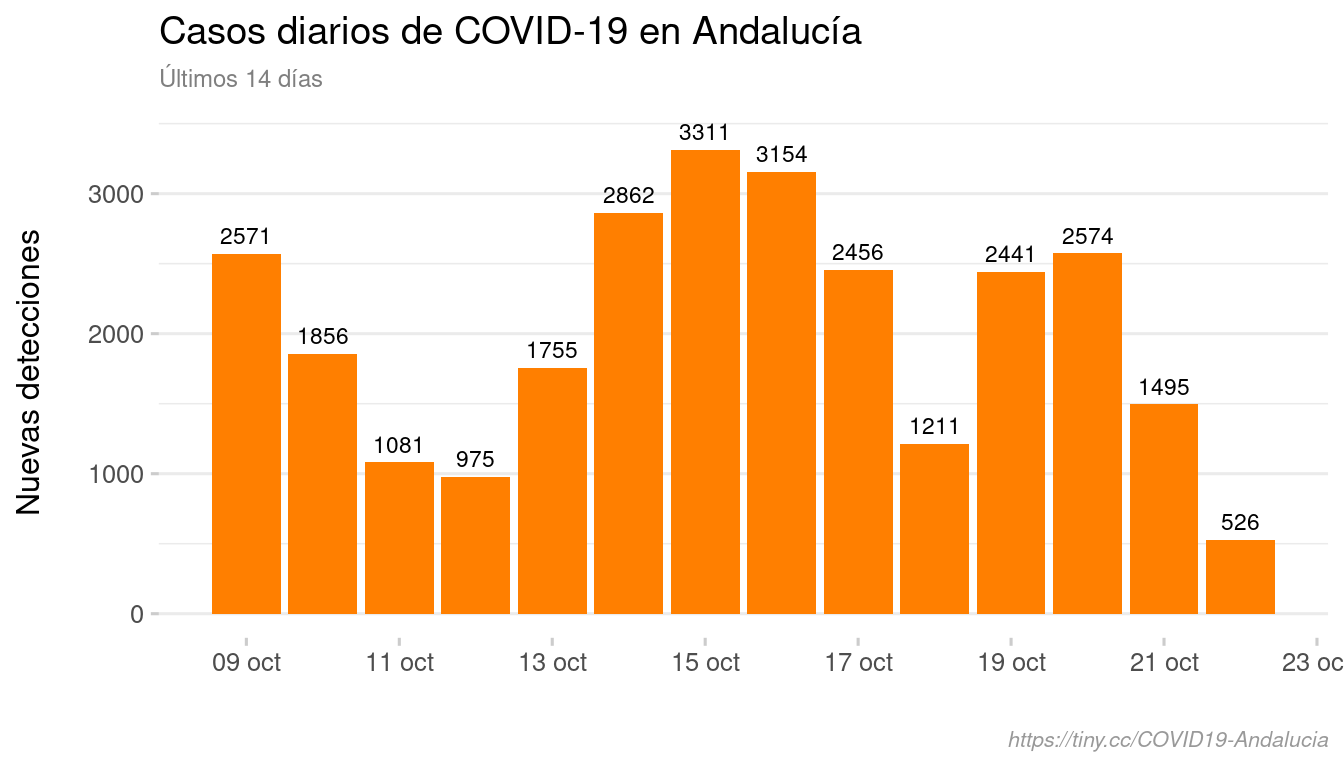 Casos diarios de COVID-19 en Andalucía
Últimos 14 días
Nuevas detecciones
3000
2000
1000
0
2571
1856
1081
975
1755
2862
3311
3154
2456
1211
2441
2574
1495
526
09 oct
11 oct
13 oct
15 oct
17 oct
19 oct
21 oct
23 oc
https://tiny.cc/COVID19-Andalucia